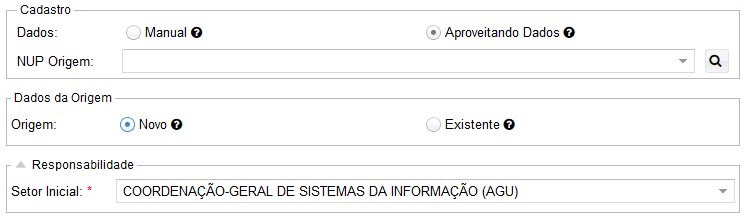 Cadastro
Dados: Manual Aproveitando Dados
NUP Origem:
Dados da Origem
Origem: Novo Existente
Responsabilidade
Setor Inicial: * COORDENAÇÃO-GERAL DE SISTEMAS DA INFORMAÇÃO (AGU)